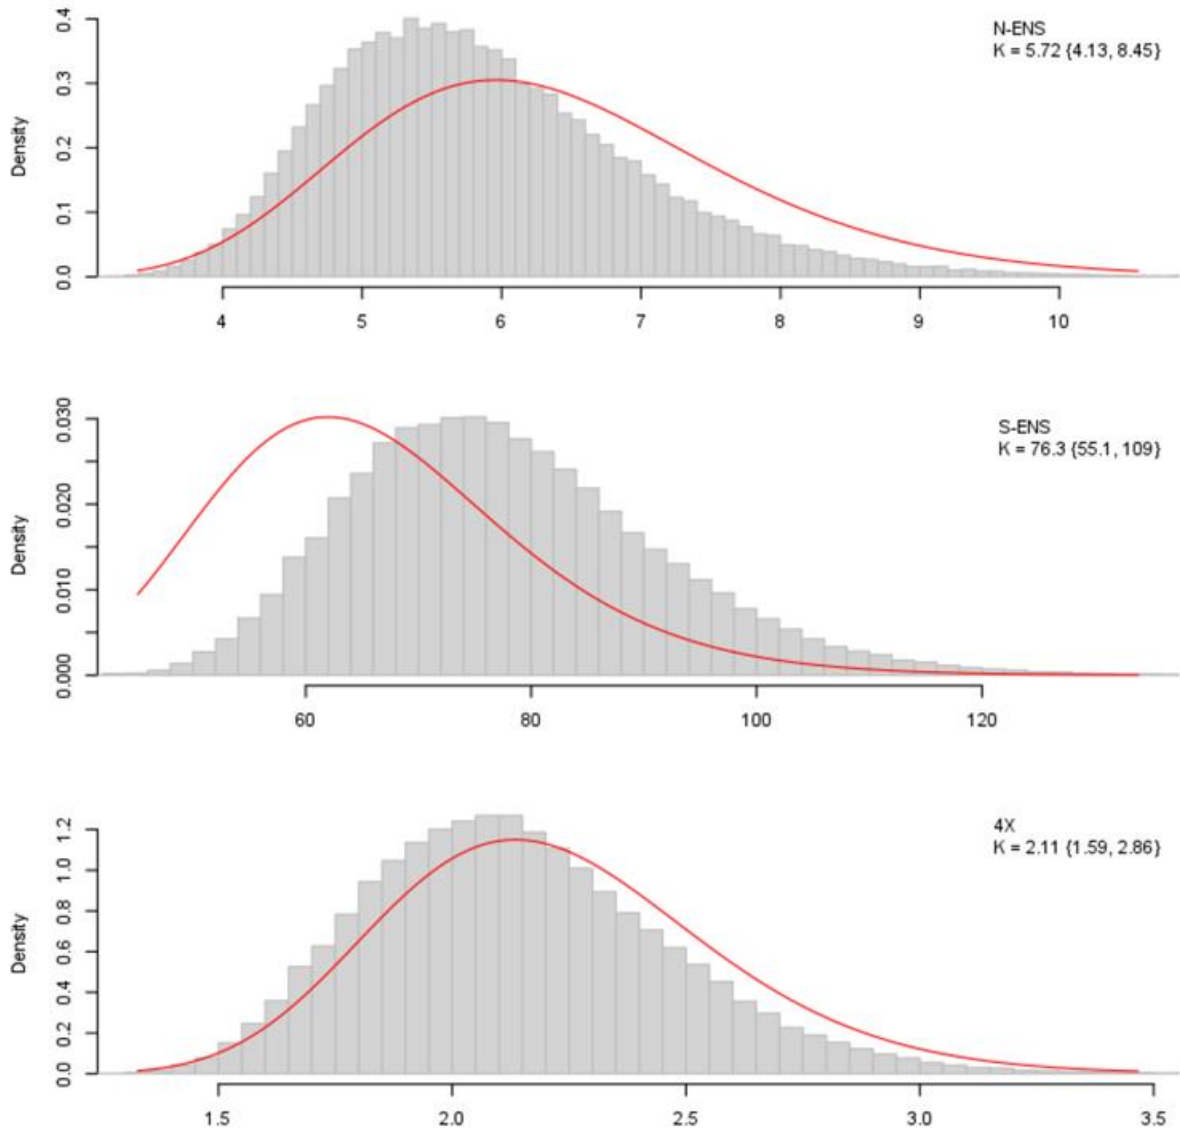 N-ENS
K = 5.72 {4.13, 8.45}
Density
0.0 0.1 0.2 0.3 0.4
4 5 6 7 8 9 10
S-ENS
K = 76.3 {55.1, 109}
Density
0.000 0.010 0.020 0.030
60 80 100 120
4X
K = 2.11 {1.59, 2.86}
Density
0.0 0.2 0.4 0.6 0.8 1.0 1.2
1.5 2.0 2.5 3.0 3.5